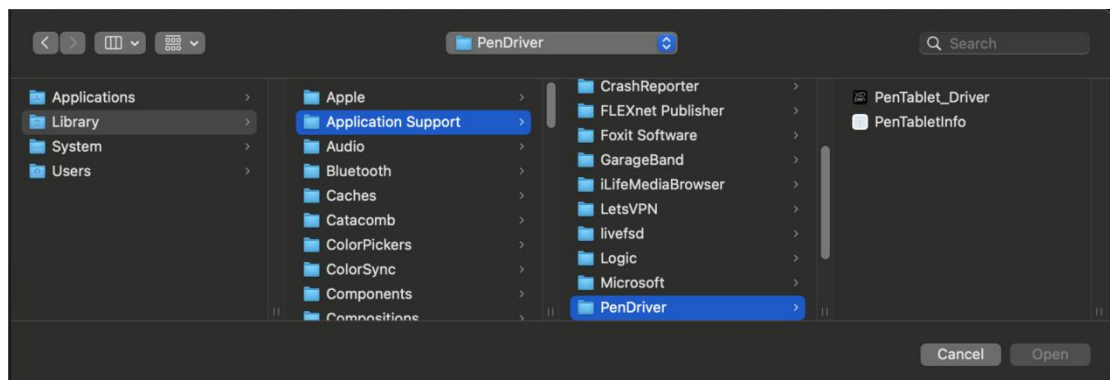 PenDriver
Search
Applications
Library
System
Users
Apple
Application Support
Audio
Bluetooth
Caches
Catacomb
ColorPickers
ColorSync
Components
Compositions
CrashReporter
FLEXnet Publisher
Foxit Software
GarageBand
iLifeMediaBrowser
LetsVPN
livefsd
Logic
Microsoft
PenDriver
PenTablet_Driver
PenTabletInfo
Cancel
Open